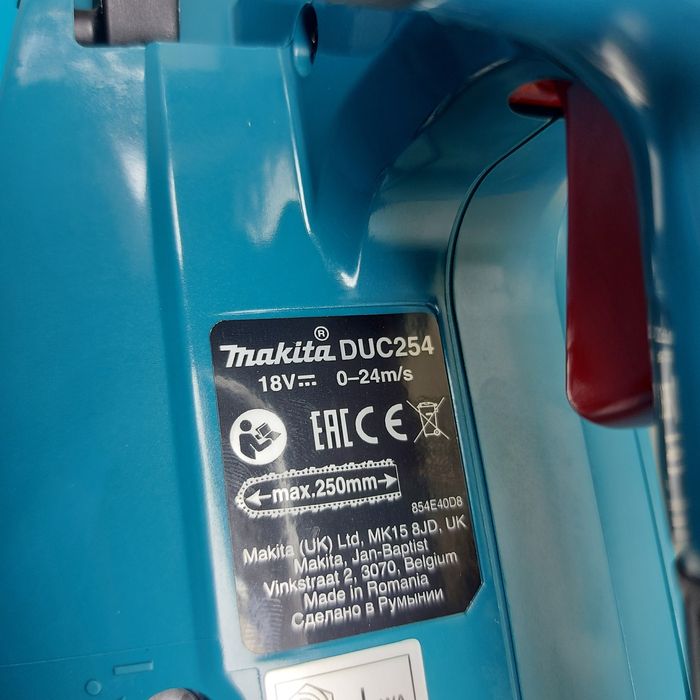 makita® DUC254
18V⎓ 0–24m/s
EAC CE
max.250mm
854E40D8
Makita (UK) Ltd, MK15 8JD, UK
Makita, Jan-Baptist
Vinkstraat 2, 3070, Belgium
Made in Romania
Сделано в Румынии